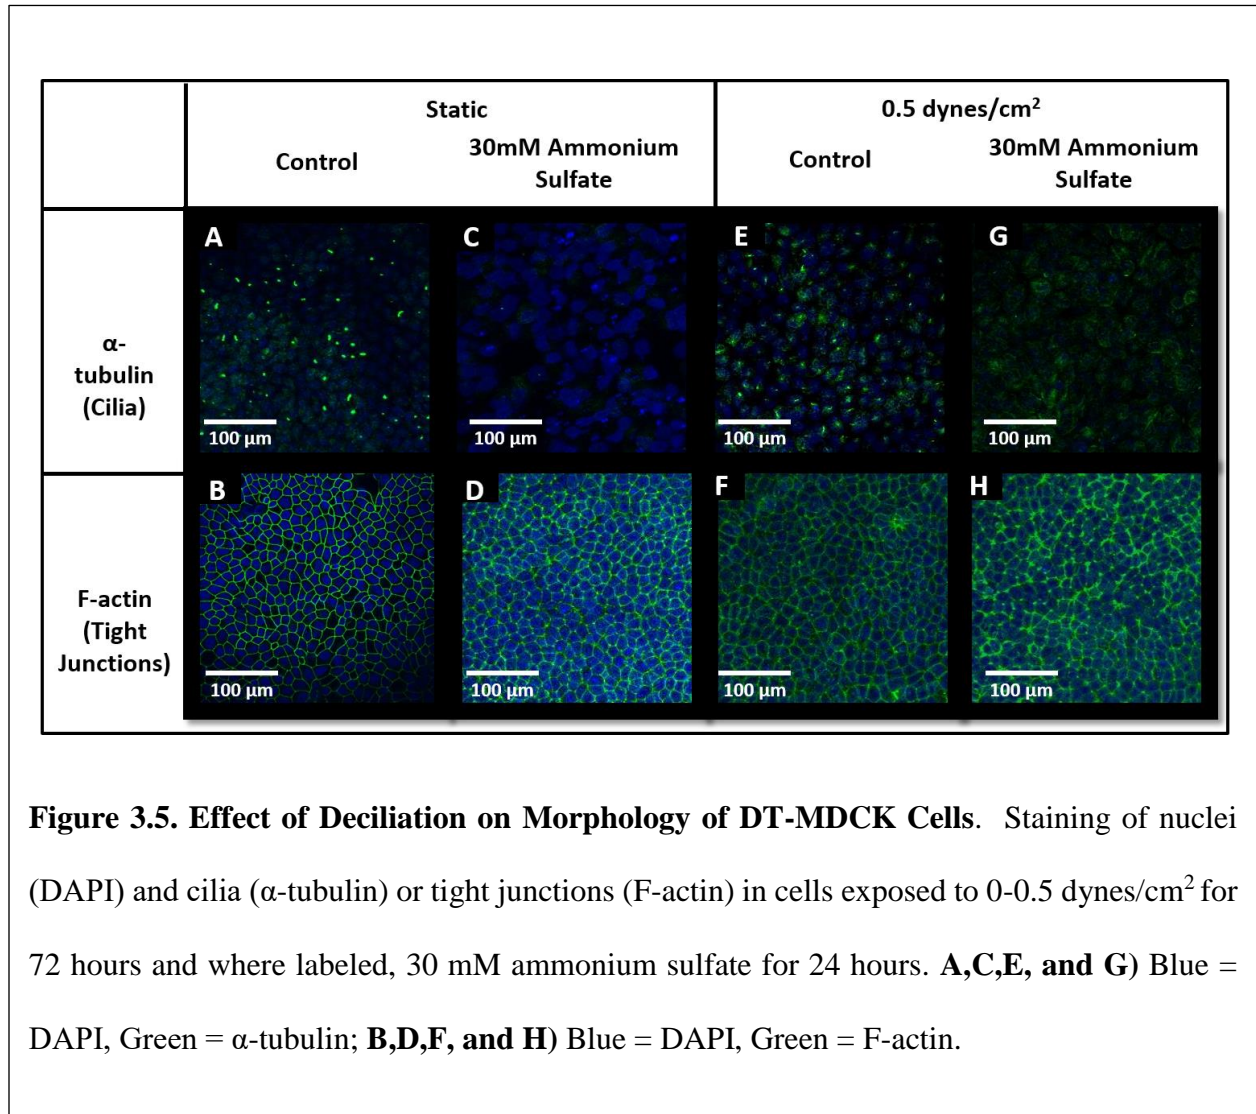 Static
0.5 dynes/cm²
Control
30mM Ammonium
Sulfate
Control
30mM Ammonium
Sulfate
α-
tubulin
(Cilia)
A
C
E
G
100 µm
100 µm
100 µm
100 µm
F-actin
(Tight
Junctions)
B
D
F
H
100 µm
100 µm
100 µm
100 µm
Figure 3.5. Effect of Deciliation on Morphology of DT-MDCK Cells. Staining of nuclei
(DAPI) and cilia (α-tubulin) or tight junctions (F-actin) in cells exposed to 0-0.5 dynes/cm² for
72 hours and where labeled, 30 mM ammonium sulfate for 24 hours. A,C,E, and G) Blue =
DAPI, Green = α-tubulin; B,D,F, and H) Blue = DAPI, Green = F-actin.